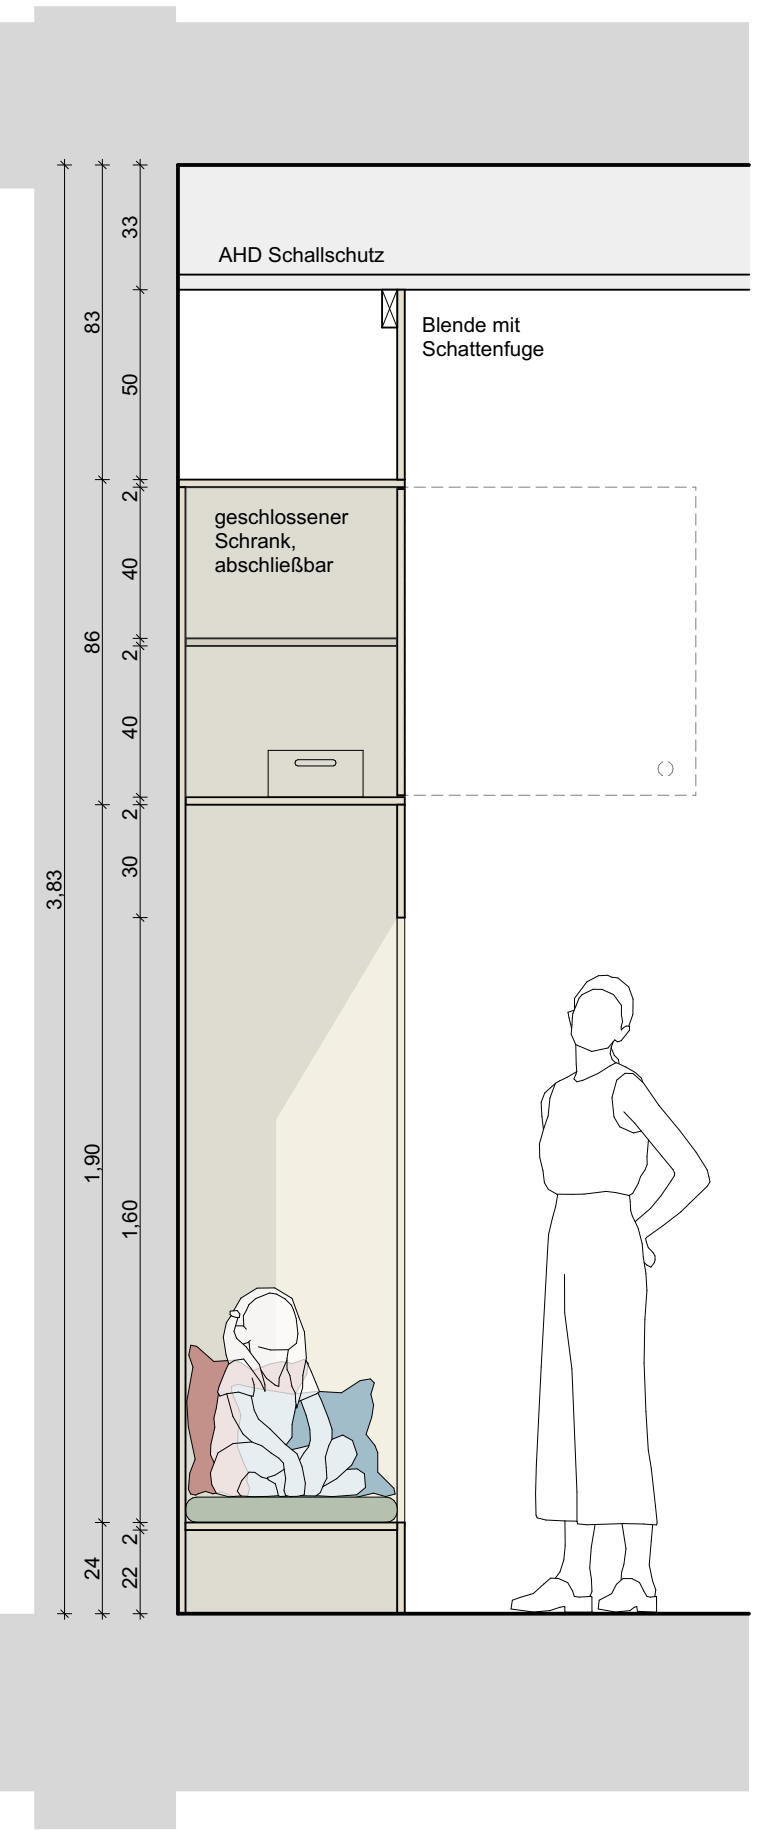 33
AHD Schallschutz
83
Blende mit
Schattenfuge
50
2
geschlossener
Schrank,
abschließbar
40
86
2
40
2
3,83
30
1,90
1,60
2
24
22